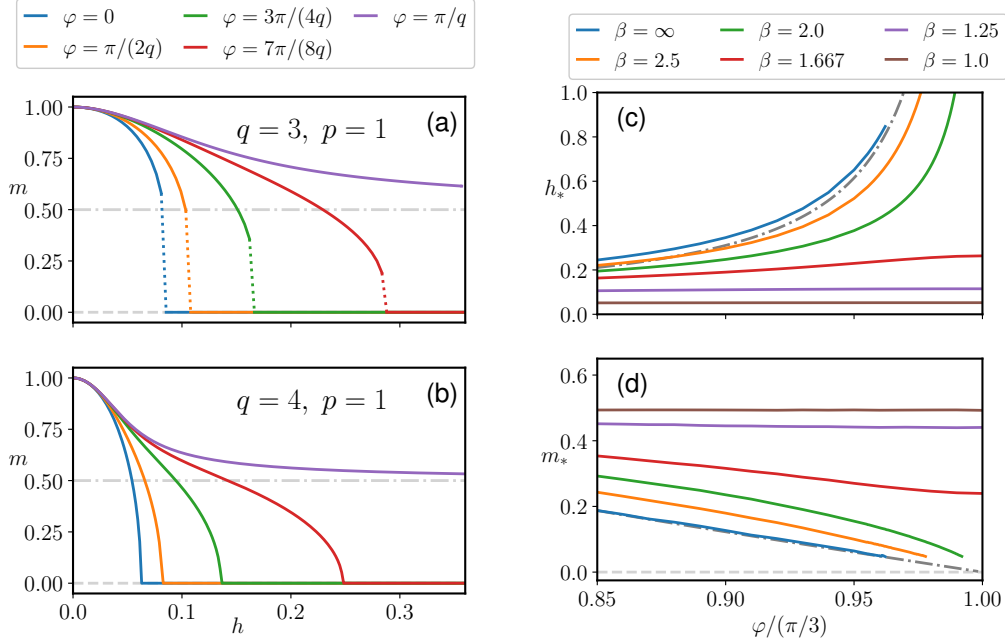 φ = 0
φ = 3π/(4q)
φ = π/q
φ = π/(2q)
φ = 7π/(8q)
1.00
0.75
m
0.50
0.25
0.00
q = 3, p = 1
(a)
1.00
0.75
m
0.50
0.25
0.00
q = 4, p = 1
(b)
0.0
0.1
0.2
0.3
h
β = ∞
β = 2.0
β = 1.25
β = 2.5
β = 1.667
β = 1.0
1.0
0.8
h*
0.6
0.4
0.2
0.0
(c)
0.6
0.4
m*
0.2
0.0
(d)
0.85
0.90
0.95
1.00
φ/(π/3)